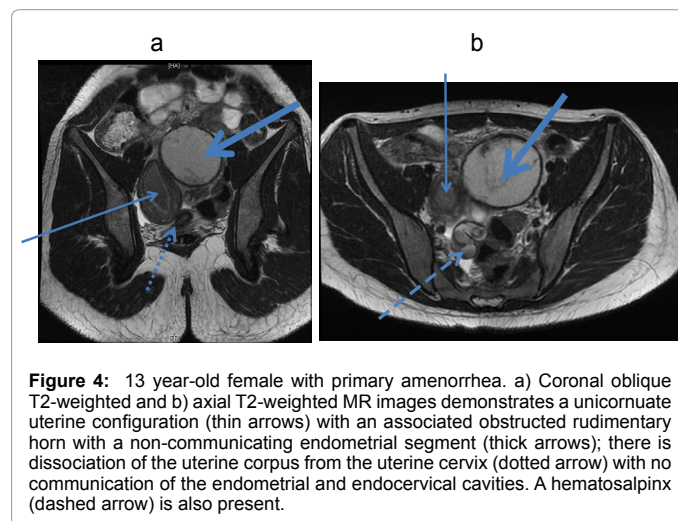 a
b
[HA]
Figure 4: 13 year-old female with primary amenorrhea. a) Coronal oblique
T2-weighted and b) axial T2-weighted MR images demonstrates a unicornuate
uterine configuration (thin arrows) with an associated obstructed rudimentary
horn with a non-communicating endometrial segment (thick arrows); there is
dissociation of the uterine corpus from the uterine cervix (dotted arrow) with no
communication of the endometrial and endocervical cavities. A hematosalpinx
(dashed arrow) is also present.